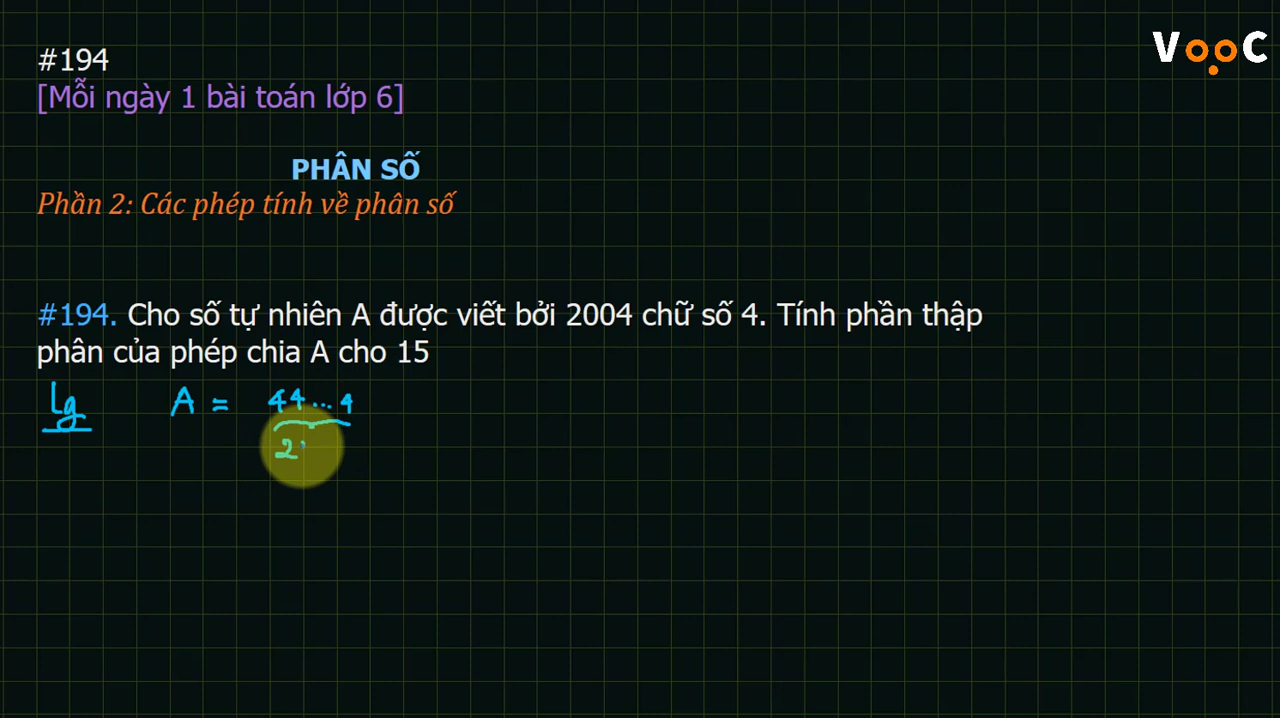 VooC
#194
[Mỗi ngày 1 bài toán lớp 6]
PHÂN SỐ
Phần 2: Các phép tính về phân số
#194. Cho số tự nhiên A được viết bởi 2004 chữ số 4. Tính phần thập
phân của phép chia A cho 15
Lg A = 44...4
2